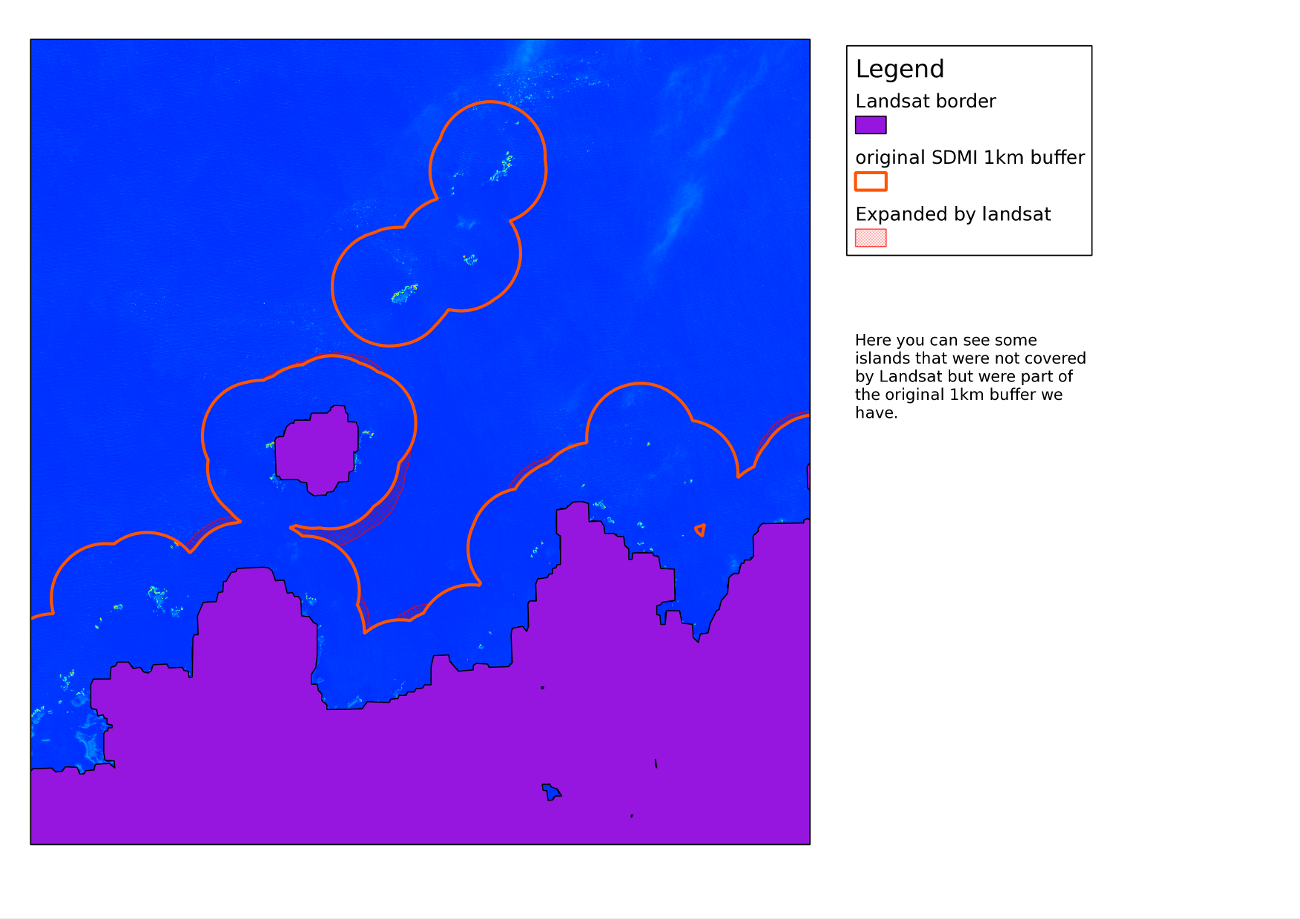 Legend
Landsat border
original SDMI 1km buffer
Expanded by landsat
Here you can see some
islands that were not covered
by Landsat but were part of
the original 1km buffer we
have.